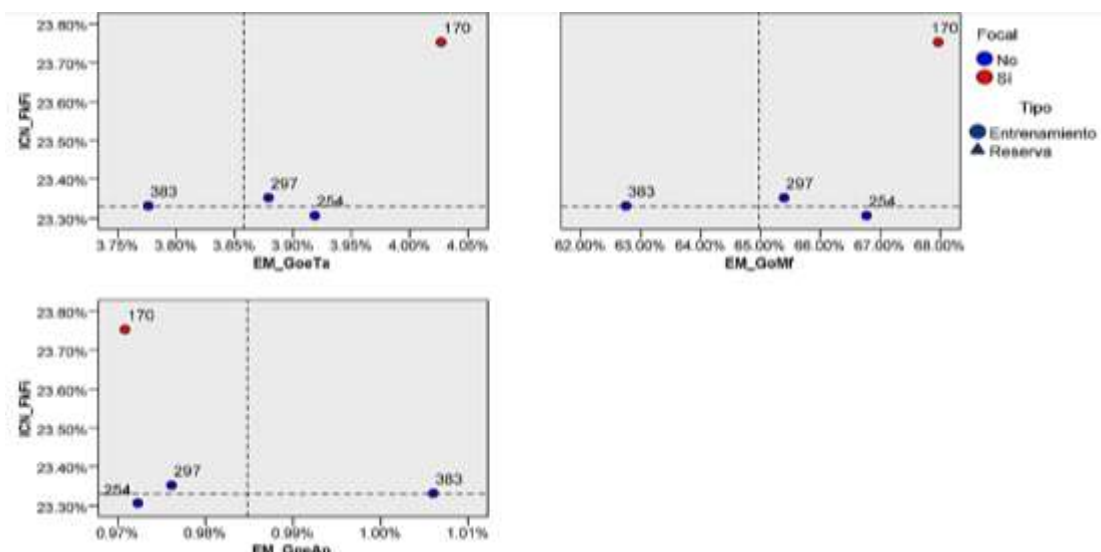 23.80%
23.70%
23.60%
23.50%
23.40%
23.30%
ICN_FkFi
170
383
297
254
3.75% 3.80% 3.85% 3.90% 3.95% 4.00% 4.05%
EM_GoeTa
170
383
297
254
62.00% 63.00% 64.00% 65.00% 66.00% 67.00% 68.00%
EM_GoMf
Focal
No
Sí
Tipo
Entrenamiento
Reserva
23.80%
23.70%
23.60%
23.50%
23.40%
23.30%
ICN_FkFi
170
254
297
383
0.97% 0.98% 0.99% 1.00% 1.01%
EM_GoeAp